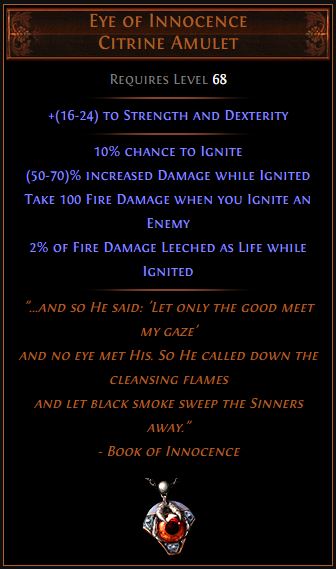 Eye of Innocence
Citrine Amulet
Requires Level 68
+(16-24) to Strength and Dexterity
10% chance to Ignite
(50-70)% increased Damage while Ignited
Take 100 Fire Damage when you Ignite an
Enemy
2% of Fire Damage Leeched as Life while
Ignited
"...and so He said: 'Let only the good meet
my gaze'
and no eye met His. So He called down the
cleansing flames
and let black smoke sweep the Sinners
away."
- Book of Innocence